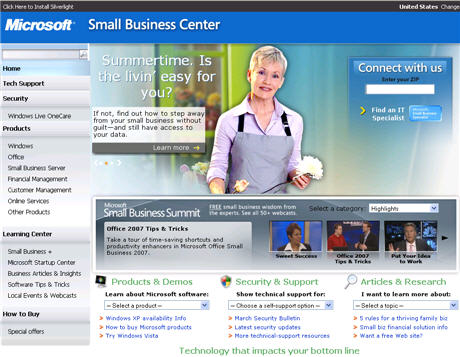 Click Here to Install Silverlight
United States Change
Microsoft® Small Business Center
Home
Tech Support
Security
Windows Live OneCare
Products
Windows
Office
Small Business Server
Financial Management
Customer Management
Online Services
Other Products
Learning Center
Small Business +
Microsoft Startup Center
Business Articles & Insights
Software Tips & Tricks
Local Events & Webcasts
How to Buy
Special offers
Summertime. Is
the livin' easy for
you?
If not, find out how to step away
from your small business without
guilt—and still have access to
your data.
Learn more
Connect with us
Enter your ZIP
Find an IT
Specialist
Microsoft
Small Business
Specialist
Microsoft
Small Business Summit
FREE small business wisdom from
the experts. See all 50+ webcasts.
Select a category: Highlights
Office 2007 Tips & Tricks
Take a tour of time-saving shortcuts and
productivity enhancers in Microsoft Office Small
Business 2007.
Sweet Success
Office 2007 Tips &
Tricks
Put Your Idea
to Work
Products & Demos
Learn about Microsoft software:
-- Select a product --
Windows XP availability Info
How to buy Microsoft products
Try Windows Vista
Security & Support
Show technical support for:
-- Choose a self-support option --
March Security Bulletin
Latest security updates
More technical-support resources
Articles & Research
I want to learn more about:
-- Select a topic --
5 rules for a thriving family biz
Small biz financial solution info
Want a free Web site?
Technology that impacts your bottom line